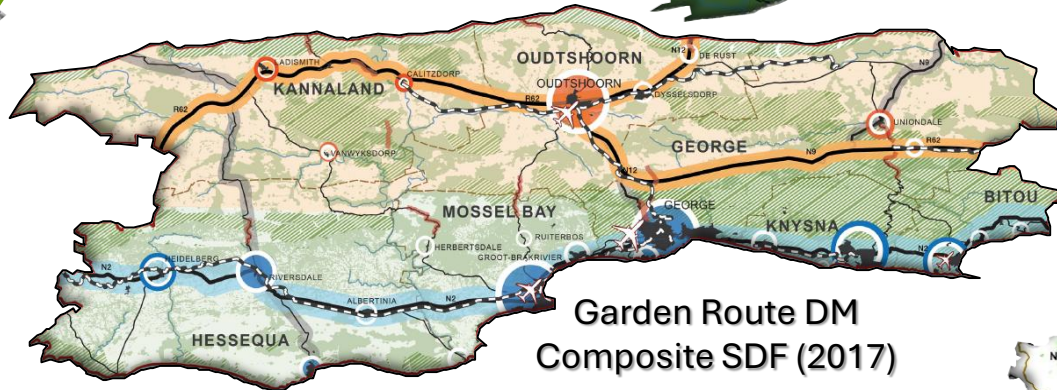 OUDTSHOORN
N12
DE RUST
N9
ADISMITH
CALITZDORP
OUDTSHOORN
KANNALAND
R62
DYSSELSDORP
R62
UNIONDALE
VANWYKSDORP
GEORGE
R62
N9
N12
BITOU
MOSSEL BAY
GEORGE
KNYSNA
RUITERBOS
HERBERTSDALE
GROOT-BRAKRIVIER
N2
N2
HEIDELBERG
RIVERSDALE
ALBERTINIA
N2
HESSEQUA
Garden Route DM
Composite SDF (2017)